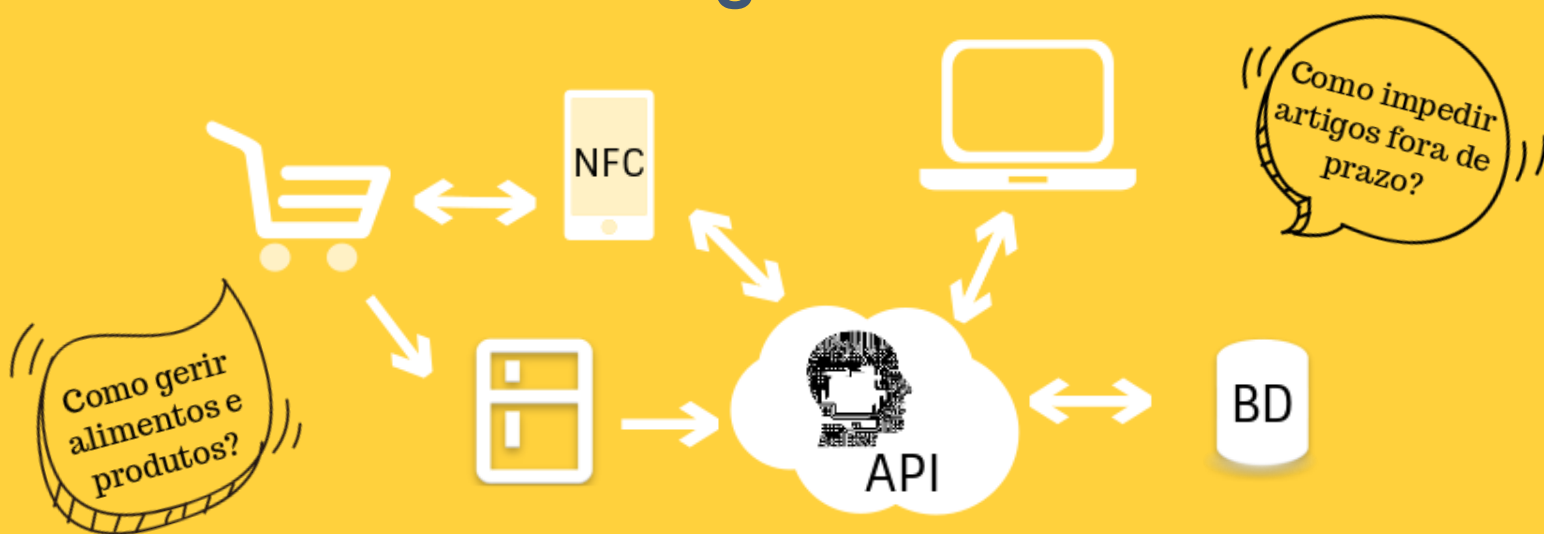 NFC
Como impedir
artigos fora de
prazo?
Como gerir
alimentos e
produtos?
API
BD